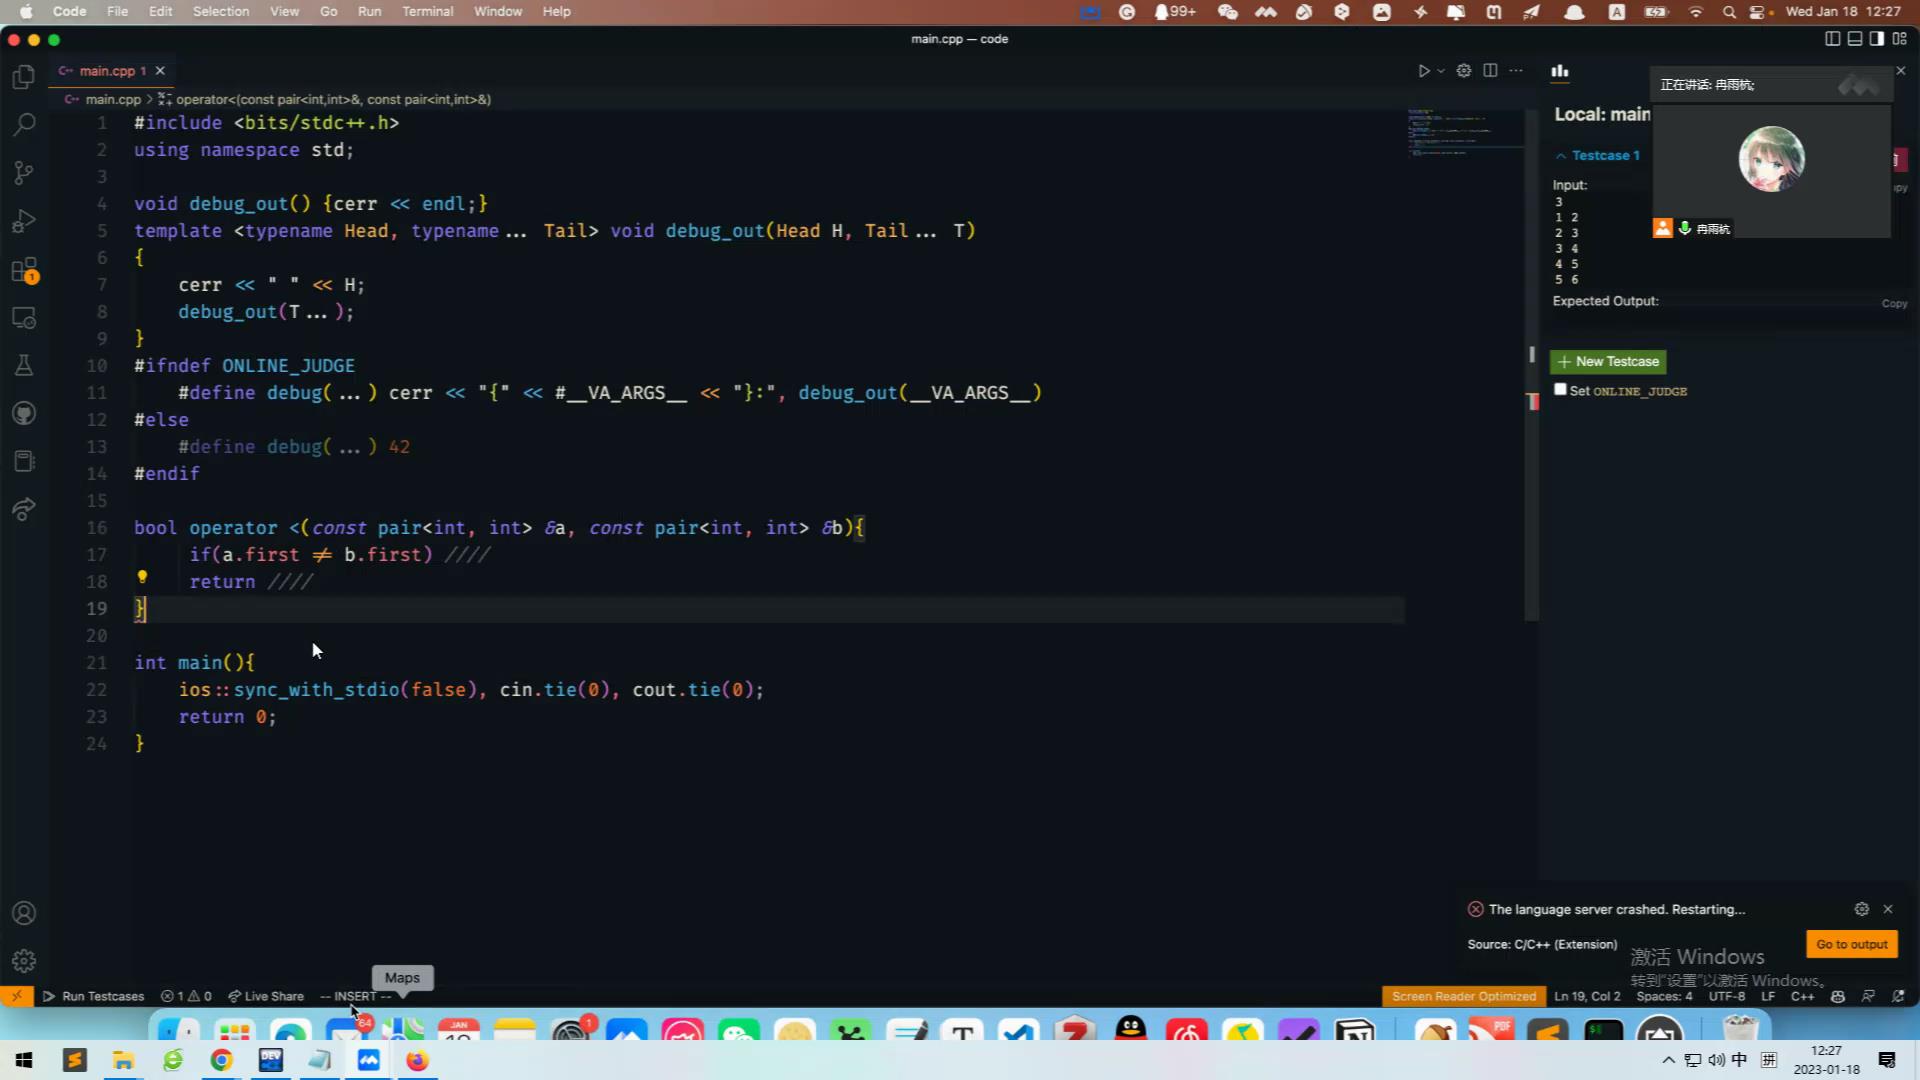 Code File Edit Selection View Go Run Terminal Window Help
99+
Wed Jan 18 12:27
main.cpp — code
main.cpp 1
main.cpp > operator<(const pair<int,int>&, const pair<int,int>&)
1 #include <bits/stdc++.h>
2 using namespace std;
3
4 void debug_out() {cerr << endl;}
5 template <typename Head, typename... Tail> void debug_out(Head H, Tail... T)
6 {
7 cerr << " " << H;
8 debug_out(T...);
9 }
10 #ifndef ONLINE_JUDGE
11 #define debug(...) cerr << "{" << #__VA_ARGS__ << "}:", debug_out(__VA_ARGS__)
12 #else
13 #define debug(...) 42
14 #endif
15
16 bool operator <(const pair<int, int> &a, const pair<int, int> &b){
17 if(a.first != b.first) ////
18 return ////
19 }
20
21 int main(){
22 ios::sync_with_stdio(false), cin.tie(0), cout.tie(0);
23 return 0;
24 }
正在讲话: 冉雨杭;
冉雨杭
Local: main
Testcase 1
Input:
3
1 2
2 3
3 4
4 5
5 6
Expected Output:
Copy
New Testcase
Set ONLINE_JUDGE
The language server crashed. Restarting...
Source: C/C++ (Extension)
Go to output
激活 Windows
转到“设置”以激活 Windows。
Maps
Run Testcases 1 0 Live Share -- INSERT --
Screen Reader Optimized Ln 19, Col 2 Spaces: 4 UTF-8 LF C++
64
JAN
1
PDF
DEV
中
拼
12:27
2023-01-18